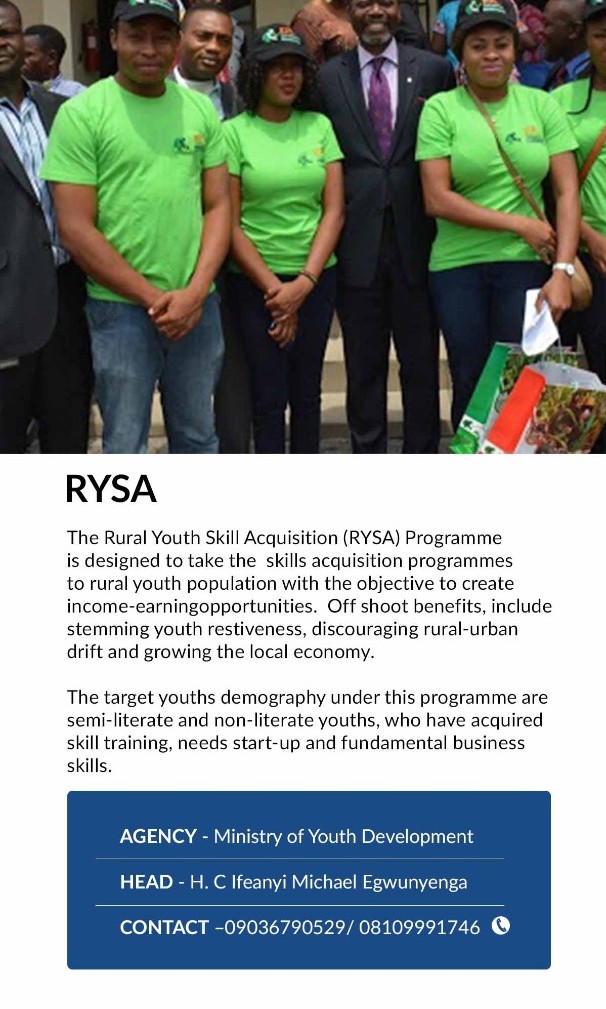 RYSA
The Rural Youth Skill Acquisition (RYSA) Programme
is designed to take the  skills acquisition programmes
to rural youth population with the objective to create
income-earningopportunities.  Off shoot benefits, include
stemming youth restiveness, discouraging rural-urban
drift and growing the local economy.
The target youths demography under this programme are
semi-literate and non-literate youths, who have acquired
skill training, needs start-up and fundamental business
skills.
AGENCY - Ministry of Youth Development
HEAD - H. C Ifeanyi Michael Egwunyenga
CONTACT –09036790529/ 08109991746